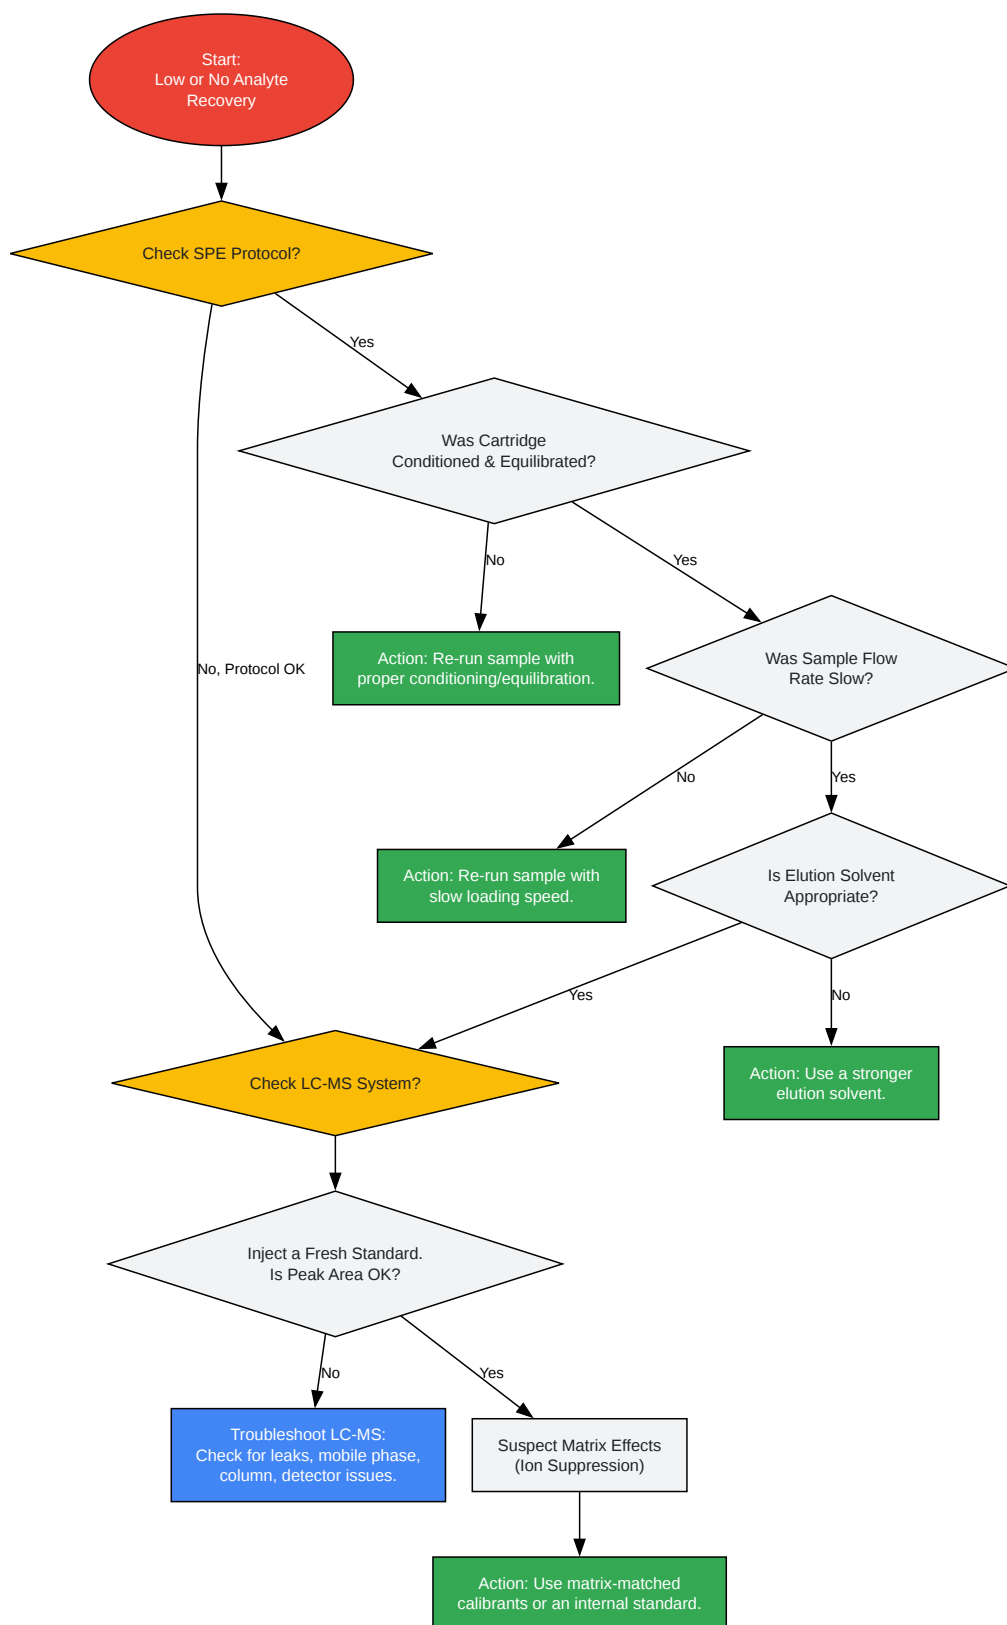 Start:
Low or No Analyte
Recovery
Check SPE Protocol?
Yes
Was Cartridge
Conditioned & Equilibrated?
No
Yes
Action: Re-run sample with
proper conditioning/equilibration.
No, Protocol OK
Was Sample Flow
Rate Slow?
No
Yes
Action: Re-run sample with
slow loading speed.
Is Elution Solvent
Appropriate?
Yes
No
Check LC-MS System?
Action: Use a stronger
elution solvent.
Inject a Fresh Standard.
Is Peak Area OK?
No
Yes
Troubleshoot LC-MS:
Check for leaks, mobile phase,
column, detector issues.
Suspect Matrix Effects
(Ion Suppression)
Action: Use matrix-matched
calibrants or an internal standard.